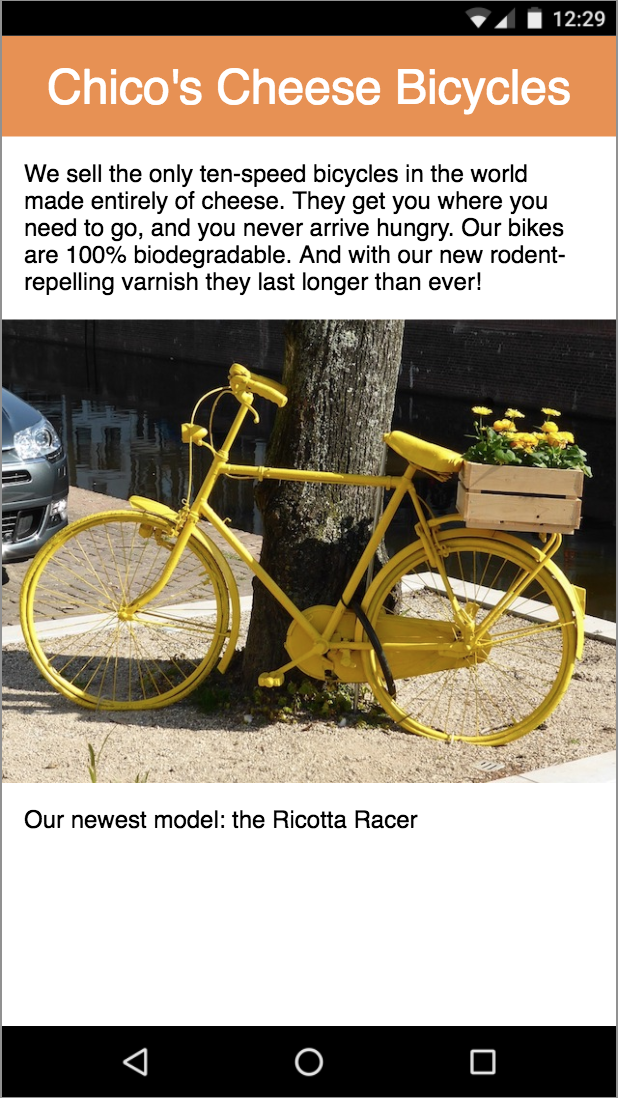 12:29
Chico's Cheese Bicycles
We sell the only ten-speed bicycles in the world
made entirely of cheese. They get you where you
need to go, and you never arrive hungry. Our bikes
are 100% biodegradable. And with our new rodent-
repelling varnish they last longer than ever!
Our newest model: the Ricotta Racer